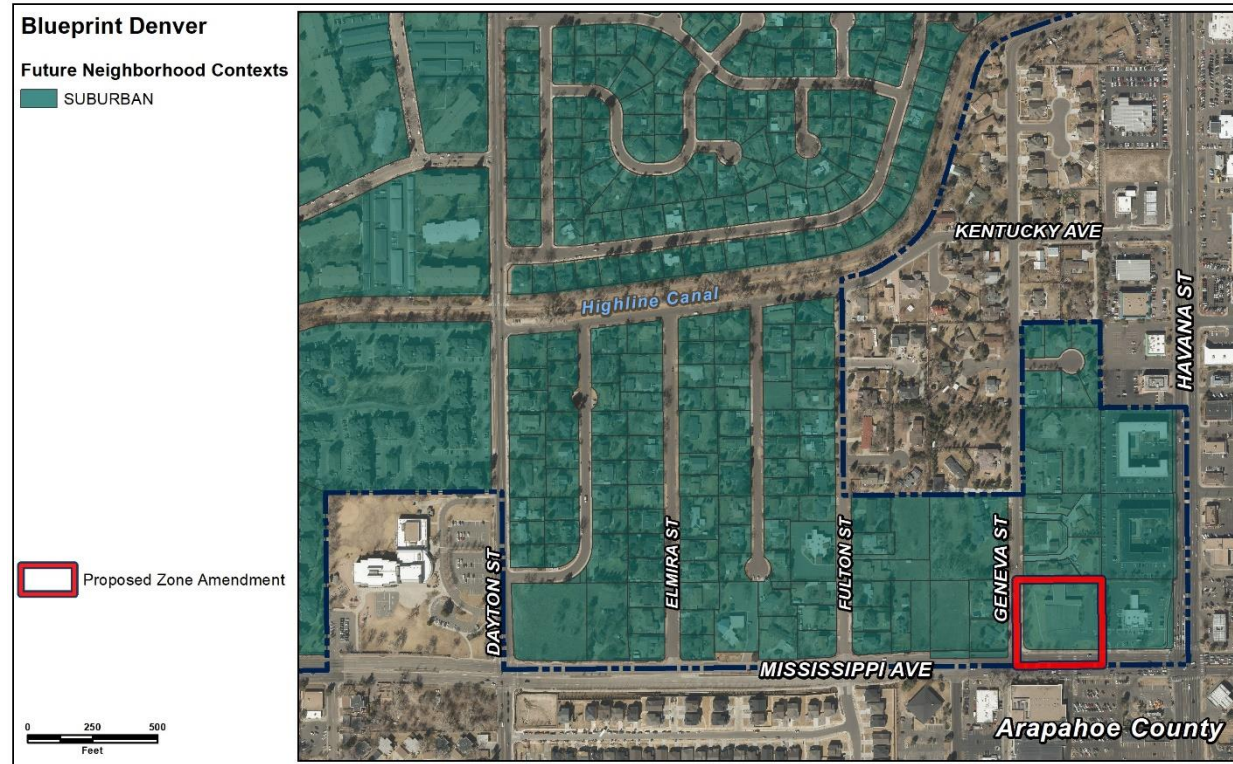 Blueprint Denver
Future Neighborhood Contexts
SUBURBAN
Proposed Zone Amendment
0 250 500
Feet
KENTUCKY AVE
Highline Canal
HAVANA ST
DAYTON ST
ELMIRA ST
FULTON ST
GENEVA ST
MISSISSIPPI AVE
Arapahoe County